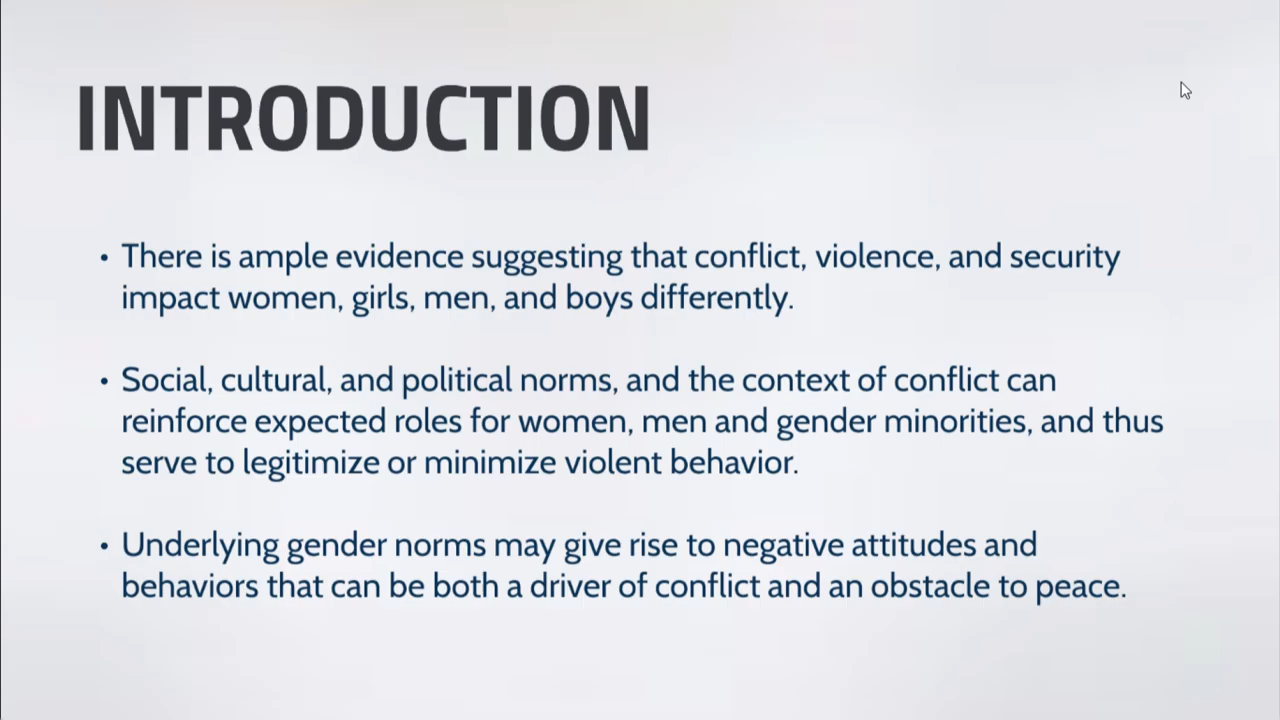 INTRODUCTION
• There is ample evidence suggesting that conflict, violence, and security
impact women, girls, men, and boys differently.
• Social, cultural, and political norms, and the context of conflict can
reinforce expected roles for women, men and gender minorities, and thus
serve to legitimize or minimize violent behavior.
• Underlying gender norms may give rise to negative attitudes and
behaviors that can be both a driver of conflict and an obstacle to peace.